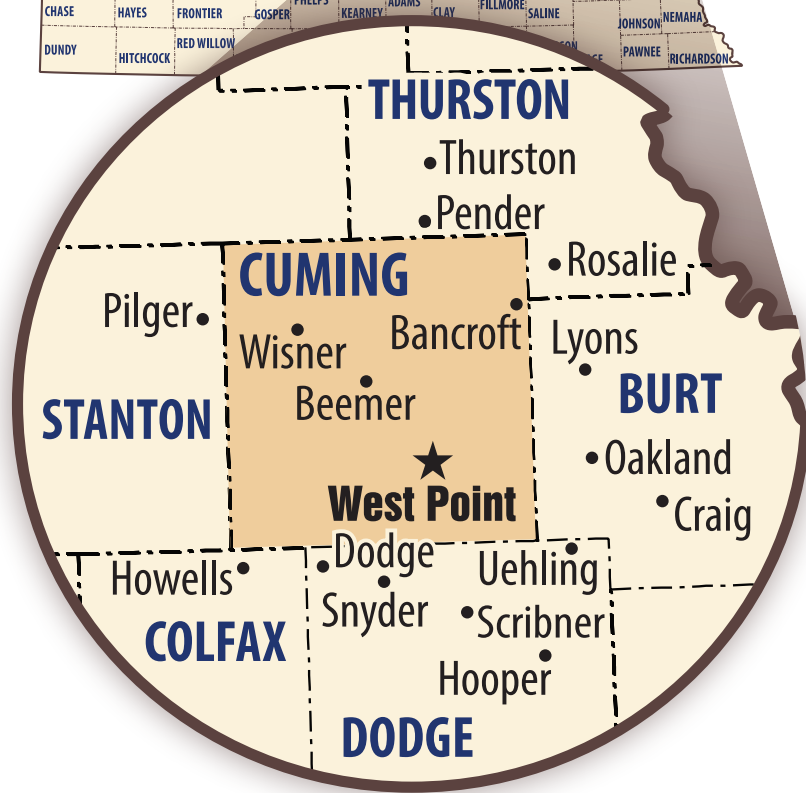 CHASE
HAYES
FRONTIER
GOSPER
PHELPS
KEARNEY
ADAMS
CLAY
FILLMORE
SALINE
JOHNSON
NEMAHA
DUNDY
HITCHCOCK
RED WILLOW
PAWNEE
RICHARDSON
THURSTON
Thurston
Pender
Rosalie
CUMING
Pilger
Wisner
Bancroft
Lyons
Beemer
BURT
STANTON
Oakland
West Point
Craig
Dodge
Howells
Uehling
Snyder
Scribner
COLFAX
Hooper
DODGE